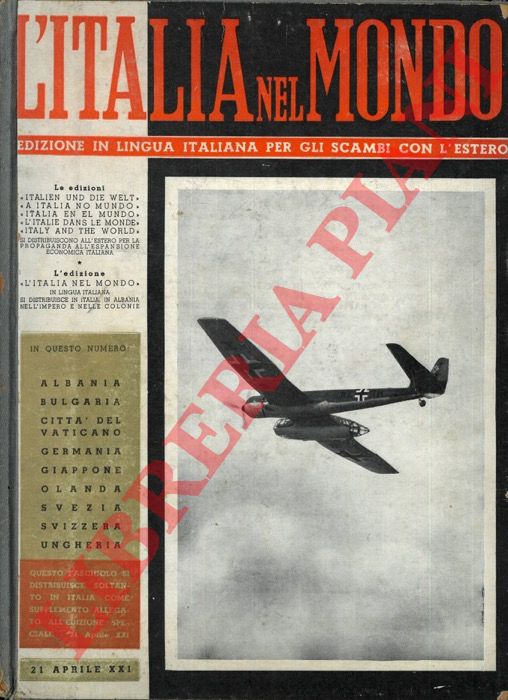 L'ITALIA NEL MONDO
EDIZIONE IN LINGUA ITALIANA PER GLI SCAMBI CON L'ESTERO
Le edizioni
«ITALIEN UND DIE WELT»
«A ITALIA NO MUNDO»
«ITALIA EN EL MUNDO»
«L'ITALIE DANS LE MONDE»
«ITALY AND THE WORLD»
SI DISTRIBUISCONO ALL'ESTERO PER LA
PROPAGANDA ALL'ESPANSIONE
ECONOMICA ITALIANA
★
L'edizione
«L'ITALIA NEL MONDO»
IN LINGUA ITALIANA
SI DISTRIBUISCE IN ITALIA, IN ALBANIA
NELL'IMPERO E NELLE COLONIE
IN QUESTO NUMERO:
ALBANIA
BULGARIA
CITTA' DEL
VATICANO
GERMANIA
GIAPPONE
OLANDA
SVEZIA
SVIZZERA
UNGHERIA
QUESTO FASCICOLO SI
DISTRIBUISCE SOLTAN-
TO IN ITALIA COME
SUPPLEMENTO ALLEGA-
TO ALL'EDIZIONE SPE-
CIALE "21 Aprile XXI
21 APRILE XXI
LIBRERIA PIANI